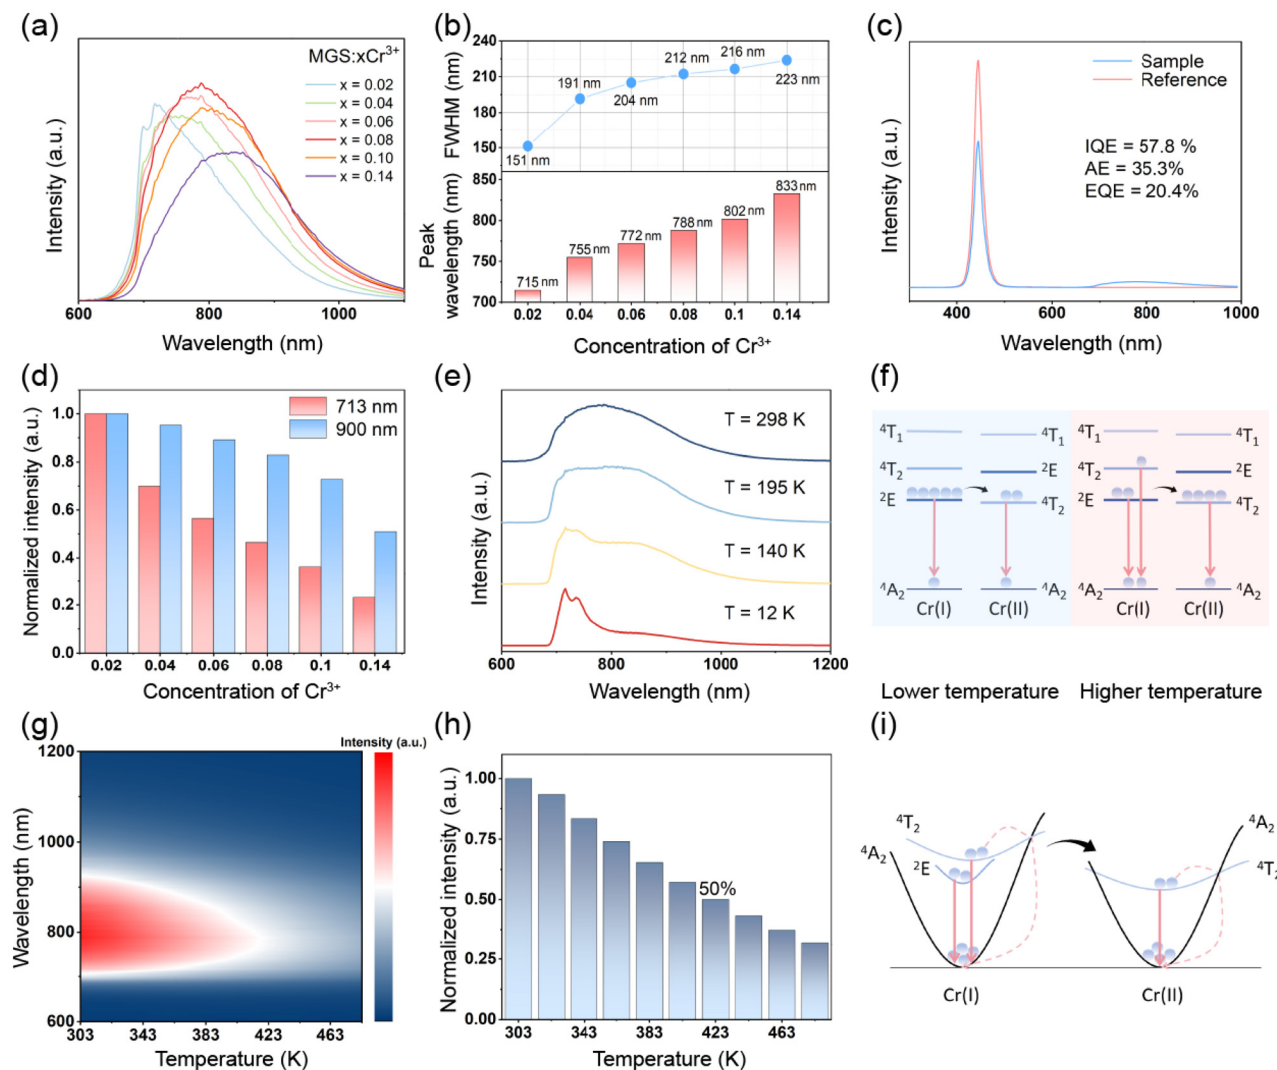 (a)
MGS:xCr³⁺
x = 0.02
x = 0.04
x = 0.06
x = 0.08
x = 0.10
x = 0.14
Intensity (a.u.)
600 800 1000
Wavelength (nm)
(b)
FWHM (nm)
240
210
180
150
151 nm
191 nm
204 nm
212 nm
216 nm
223 nm
Peak
wavelength (nm)
850
800
750
700
715 nm
755 nm
772 nm
788 nm
802 nm
833 nm
0.02 0.04 0.06 0.08 0.1 0.14
Concentration of Cr³⁺
(c)
Sample
Reference
IQE = 57.8 %
AE = 35.3%
EQE = 20.4%
Intensity (a.u.)
400 600 800 1000
Wavelength (nm)
(d)
713 nm
900 nm
Normalized intensity (a.u.)
1.0
0.8
0.6
0.4
0.2
0.0
0.02 0.04 0.06 0.08 0.1 0.14
Concentration of Cr³⁺
(e)
T = 298 K
T = 195 K
T = 140 K
T = 12 K
Intensity (a.u.)
600 800 1000 1200
Wavelength (nm)
(f)
⁴T₁ ⁴T₁ ⁴T₁ ⁴T₁
⁴T₂ ²E ⁴T₂ ²E
²E ⁴T₂ ²E ⁴T₂
⁴A₂ ⁴A₂ ⁴A₂ ⁴A₂
Cr(I) Cr(II) Cr(I) Cr(II)
Lower temperature Higher temperature
(g)
Intensity (a.u.)
Wavelength (nm)
1200
1000
800
600
303 343 383 423 463
Temperature (K)
(h)
Normalized intensity (a.u.)
1.00
0.75
0.50
0.25
0.00
50%
303 343 383 423 463
Temperature (K)
(i)
⁴T₂
⁴A₂
²E
⁴A₂
⁴T₂
Cr(I) Cr(II)